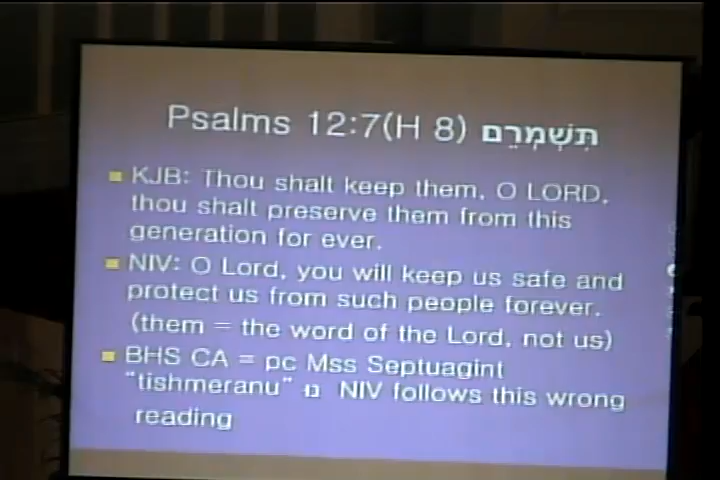 Psalms 12:7(H 8) תִּשְׁמְרֵם
KJB: Thou shalt keep them, O LORD,
thou shalt preserve them from this
generation for ever.
NIV: O Lord, you will keep us safe and
protect us from such people forever.
(them = the word of the Lord, not us)
BHS CA = pc Mss Septuagint
"tishmeranu" נו NIV follows this wrong
reading